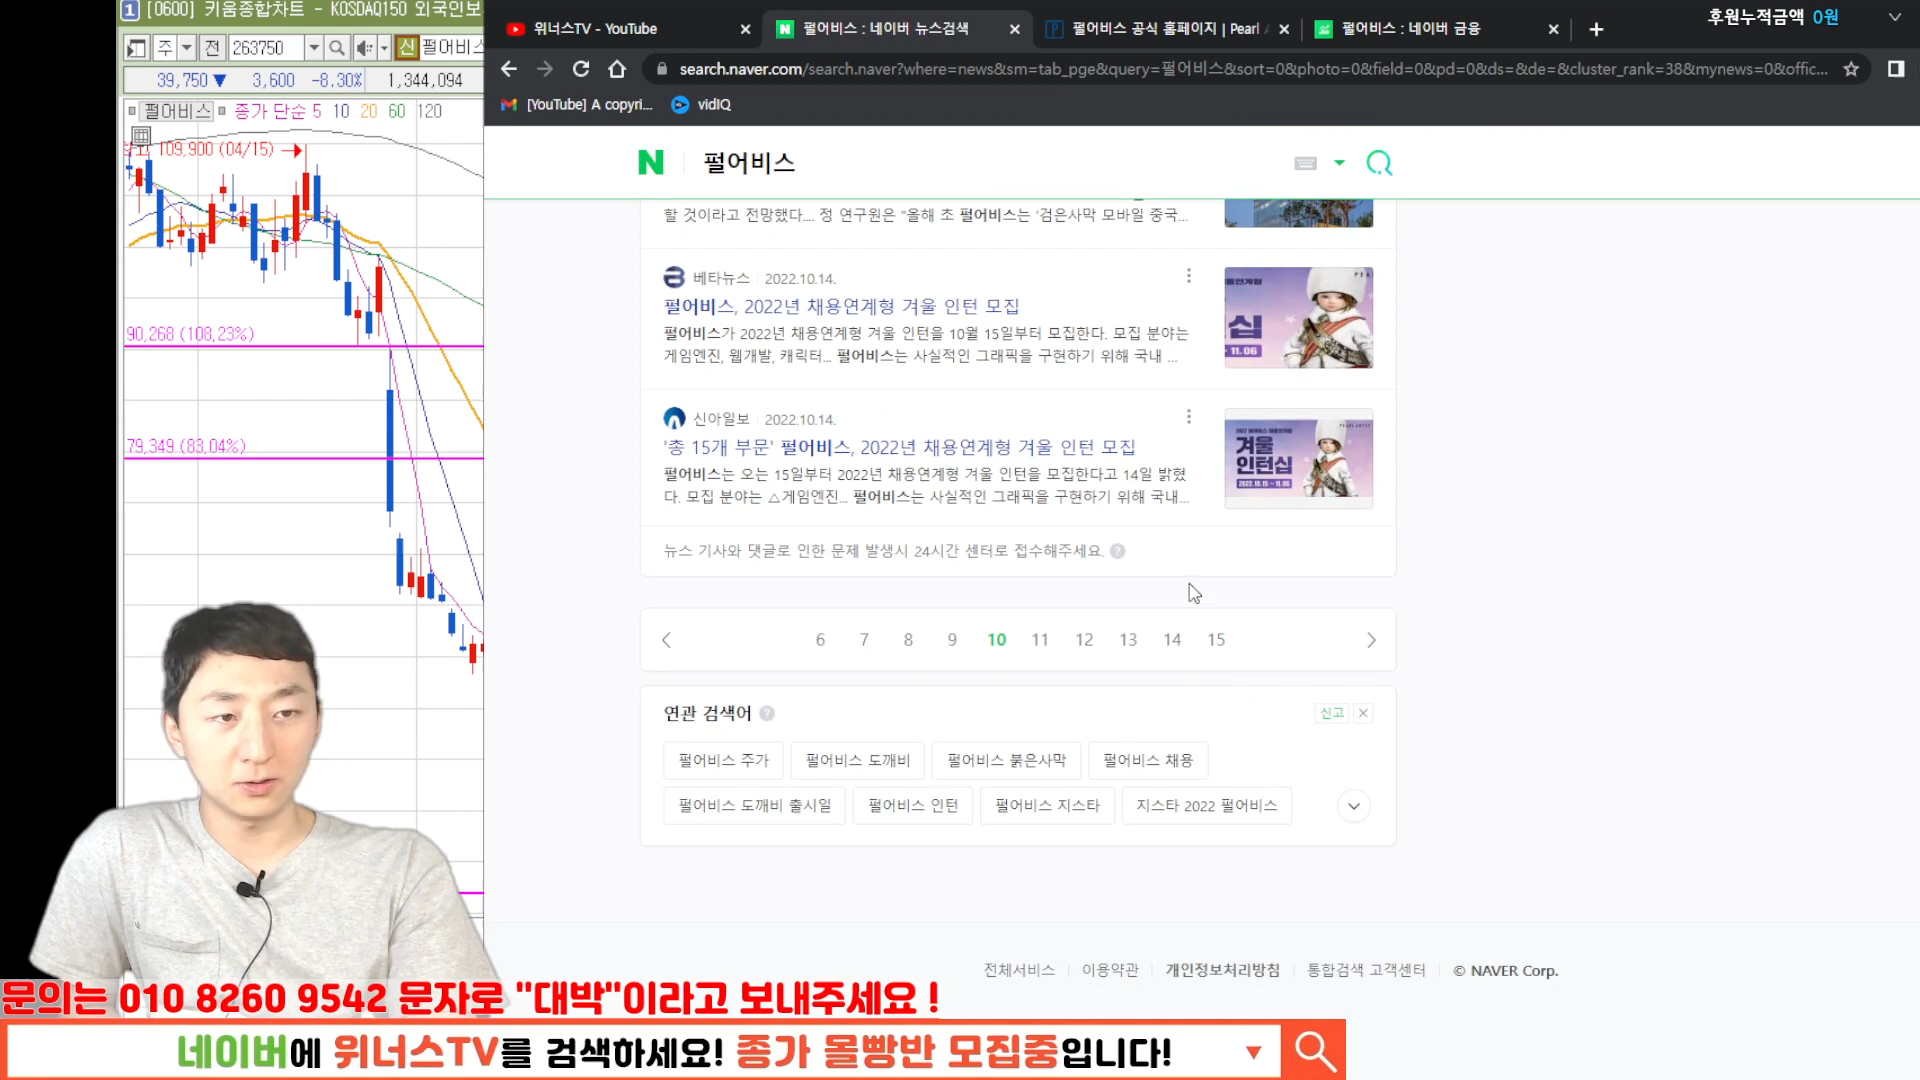 1 [0600] 키움종합차트 - KOSDAQ150 외국인보
주 전 263750 신 펄어비스
39,750 ▼ 3,600 -8.30% 1,344,094
펄어비스 종가 단순 5 10 20 60 120
109,900 (04/15)
90,268 (108,23%)
79,349 (83,04%)
위너스TV - YouTube
펄어비스 : 네이버 뉴스검색
펄어비스 공식 홈페이지 | Pearl
펄어비스 : 네이버 금융
후원누적금액 0원
search.naver.com/search.naver?where=news&sm=tab_pge&query=펄어비스&sort=0&photo=0&field=0&pd=0&ds=&de=&cluster_rank=38&mynews=0&offic...
[YouTube] A copyri...
vidIQ
N 펄어비스
할 것이라고 전망했다... 정 연구원은 "올해 초 펄어비스는 '검은사막 모바일 중국...
베타뉴스 2022.10.14.
펄어비스, 2022년 채용연계형 겨울 인턴 모집
펄어비스가 2022년 채용연계형 겨울 인턴을 10월 15일부터 모집한다. 모집 분야는
게임엔진, 웹개발, 캐릭터... 펄어비스는 사실적인 그래픽을 구현하기 위해 국내 ...
십
- 11.06
신아일보 2022.10.14.
'총 15개 부문' 펄어비스, 2022년 채용연계형 겨울 인턴 모집
펄어비스는 오는 15일부터 2022년 채용연계형 겨울 인턴을 모집한다고 14일 밝혔
다. 모집 분야는 △게임엔진... 펄어비스는 사실적인 그래픽을 구현하기 위해 국내...
겨울
인턴십
2022.10.15 ~ 11.06
뉴스 기사와 댓글로 인한 문제 발생시 24시간 센터로 접수해주세요.
6 7 8 9 10 11 12 13 14 15
연관 검색어
신고
펄어비스 주가 펄어비스 도깨비 펄어비스 붉은사막 펄어비스 채용
펄어비스 도깨비 출시일 펄어비스 인턴 펄어비스 지스타 지스타 2022 펄어비스
전체서비스 이용약관 개인정보처리방침 통합검색 고객센터 © NAVER Corp.
문의는 010 8260 9542 문자로 "대박"이라고 보내주세요 !
네이버에 위너스TV를 검색하세요! 종가 몰빵반 모집중입니다!